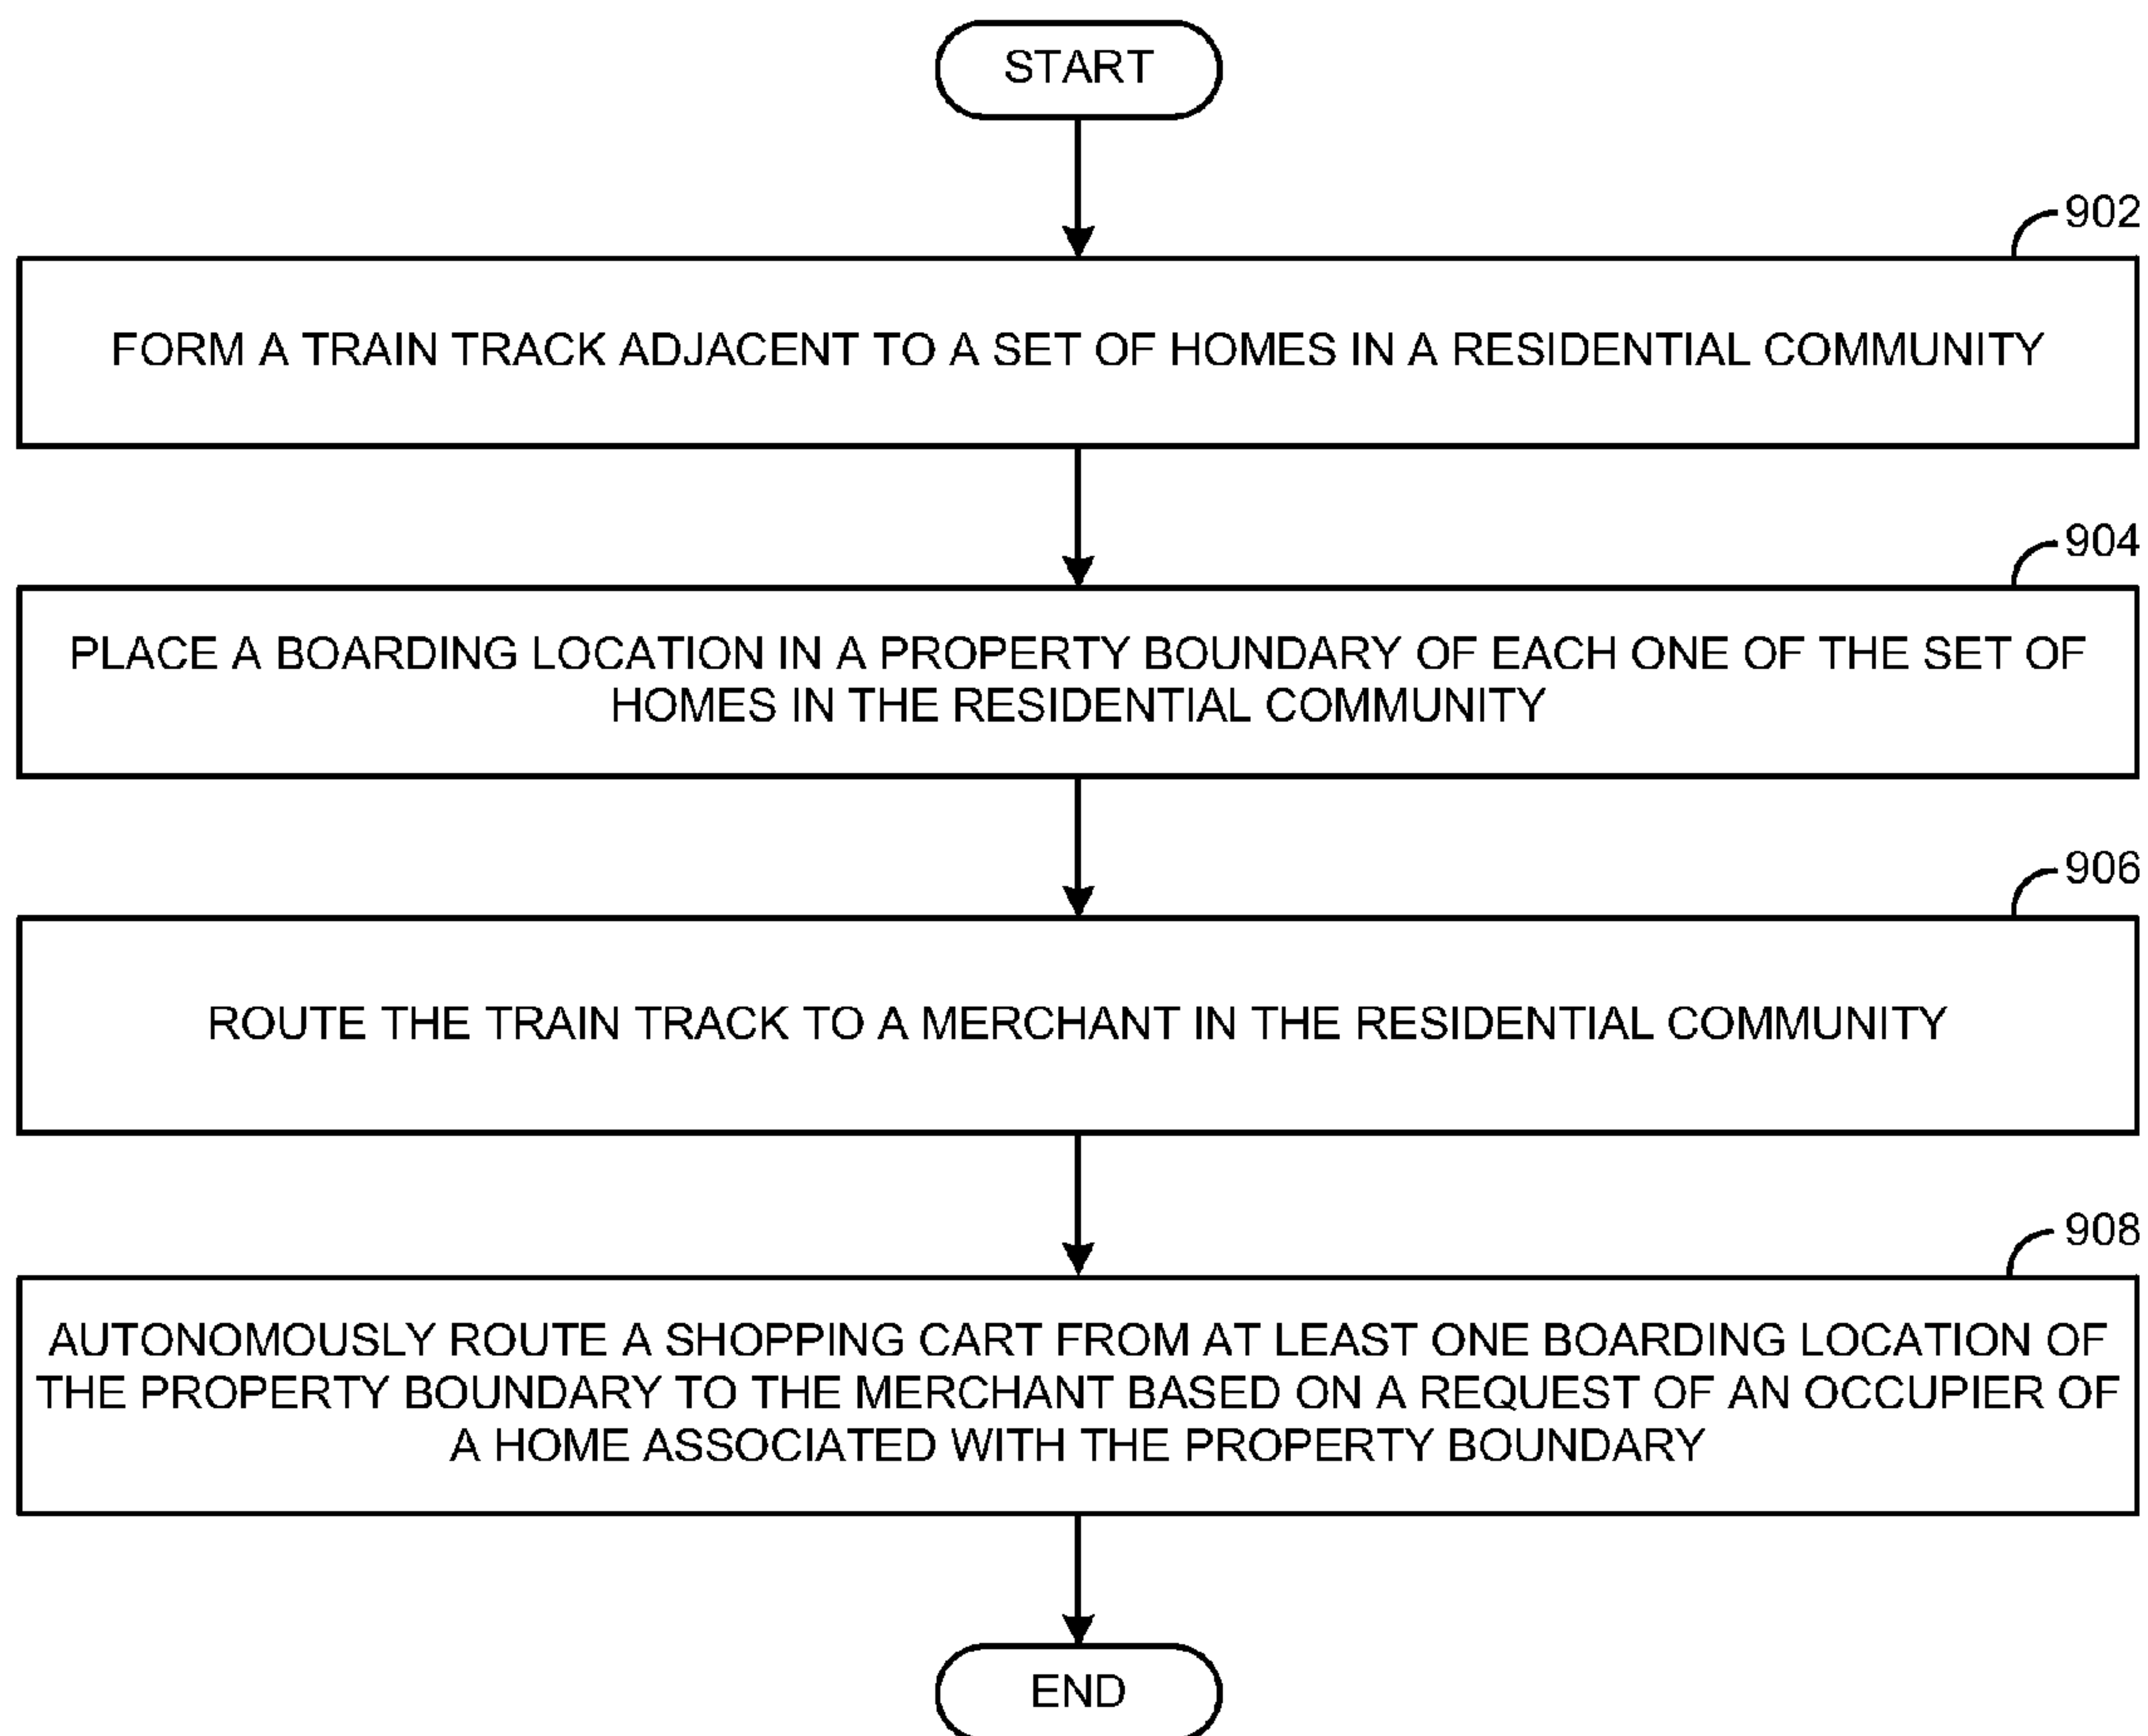 START
902
FORM A TRAIN TRACK ADJACENT TO A SET OF HOMES IN A RESIDENTIAL COMMUNITY
904
PLACE A BOARDING LOCATION IN A PROPERTY BOUNDARY OF EACH ONE OF THE SET OF
HOMES IN THE RESIDENTIAL COMMUNITY
906
ROUTE THE TRAIN TRACK TO A MERCHANT IN THE RESIDENTIAL COMMUNITY
908
AUTONOMOUSLY ROUTE A SHOPPING CART FROM AT LEAST ONE BOARDING LOCATION OF
THE PROPERTY BOUNDARY TO THE MERCHANT BASED ON A REQUEST OF AN OCCUPIER OF
A HOME ASSOCIATED WITH THE PROPERTY BOUNDARY
END